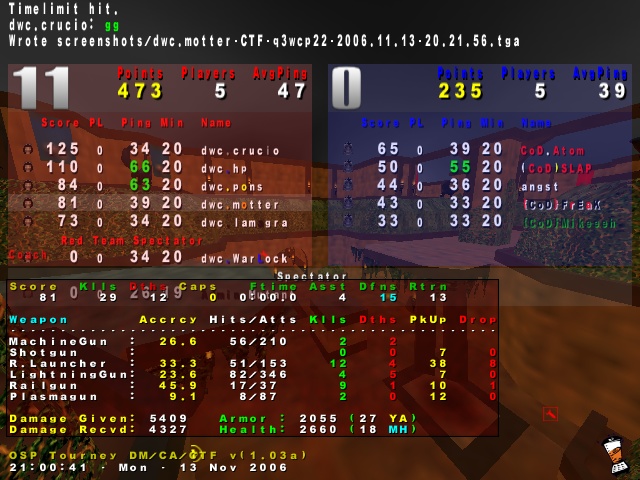 Timelimit hit.
dwc.crucio: gg
Wrote screenshots/dwc.motter-CTF-q3wcp22-2006.11.13-20.21.56.tga
11 Points Players AvgPing 0 Points Players AvgPing
473 5 47 235 5 39
Score PL Ping Min Name Score PL Ping Min Name
125 0 34 20 dwc.crucio 65 0 39 20 CoD.Atom
110 0 66 20 dwc.hp 50 0 55 20 (CoD)SLAP
84 0 63 20 dwc.pons 44 0 36 20 angst
81 0 39 20 dwc.motter 43 0 33 20 (CoD)FrEaK
73 0 34 20 dwc lam gra 33 0 33 20
Red Team Spectator
Coach 0 0 34 20 dwc.Warlock
Spectator
Score Klls Dths Caps Ftime Asst Dfns Rtrn
81 29 12 0 0:00.0 4 15 13
Weapon Accrcy Hits/Atts Klls Dths PkUp Drop
MachineGun : 26.6 56/210 2 2
Shotgun : 0 0 7 0
R.Launcher : 33.3 51/153 12 4 38 8
LightningGun: 23.6 82/346 4 5 7 0
Railgun : 45.9 17/37 9 1 10 1
Plasmagun : 9.1 8/87 2 0 12 0
Damage Given: 5409 Armor : 2055 (27 YA)
Damage Recvd: 4327 Health: 2660 (18 MH)
OSP Tourney DM/CA/CTF v(1.03a)
21:00:41 - Mon - 13 Nov 2006